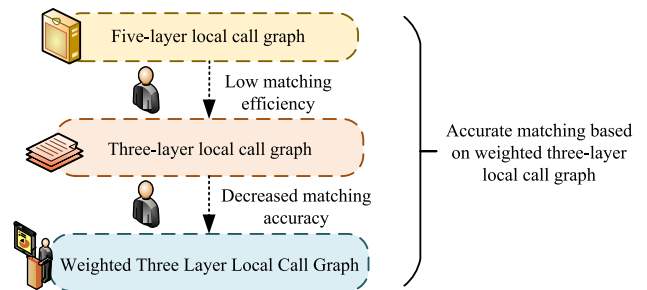 Five-layer local call graph
Low matching
efficiency
Three-layer local call graph
Decreased matching
accuracy
Weighted Three Layer Local Call Graph
Accurate matching based
on weighted three-layer
local call graph